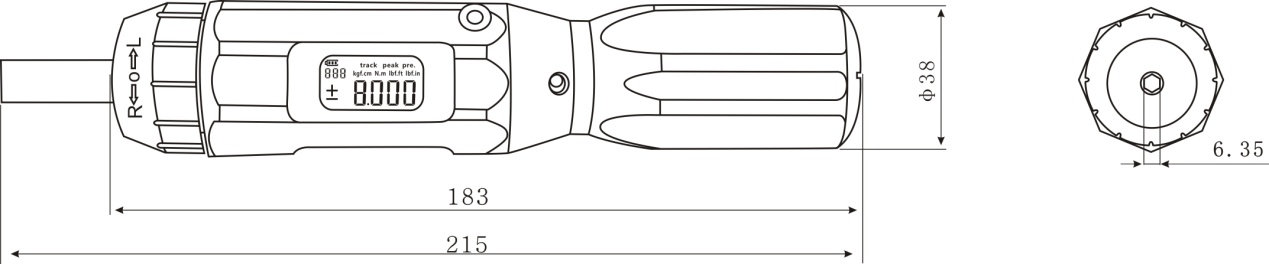 R←o→L
track peak pre.
888 kgf.cm N.m lbf.ft lbf.in
± 8.000
φ38
6.35
183
215